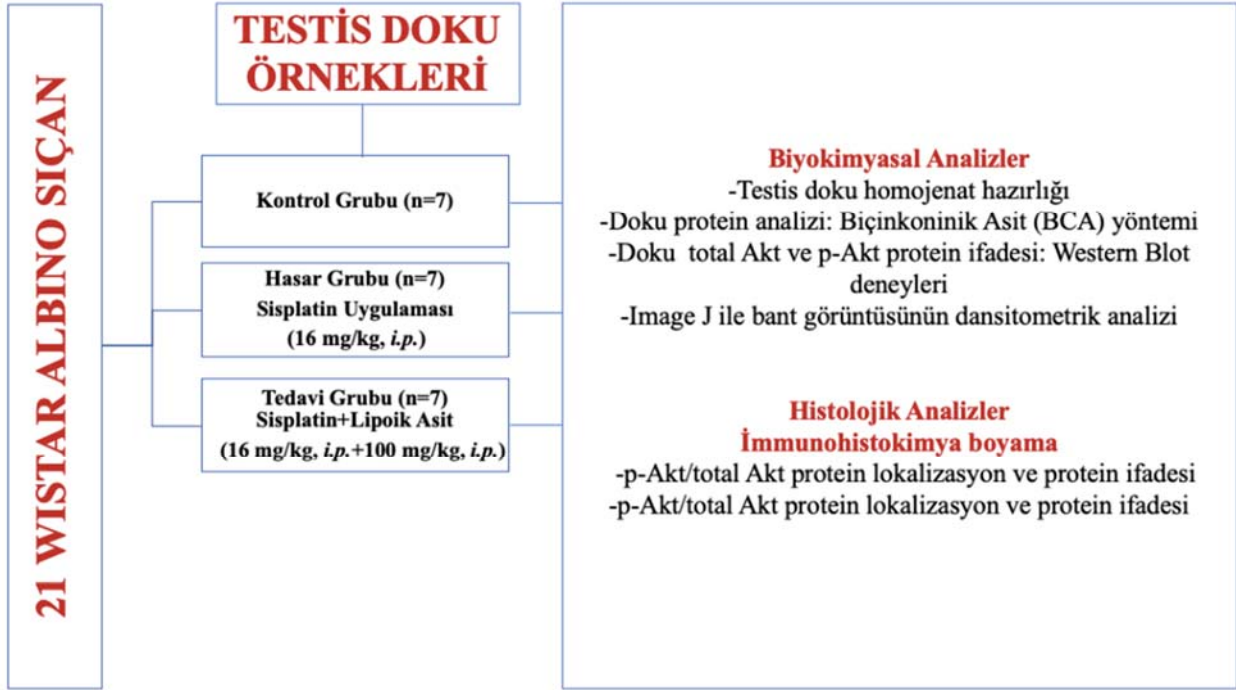 21 WISTAR ALBINO SIÇAN
TESTİS DOKU
ÖRNEKLERİ
Kontrol Grubu (n=7)
Hasar Grubu (n=7)
Sisplatin Uygulaması
(16 mg/kg, i.p.)
Tedavi Grubu (n=7)
Sisplatin+Lipoik Asit
(16 mg/kg, i.p.+100 mg/kg, i.p.)
Biyokimyasal Analizler
-Testis doku homojenat hazırlığı
-Doku protein analizi: Biçinkoninik Asit (BCA) yöntemi
-Doku total Akt ve p-Akt protein ifadesi: Western Blot
deneyleri
-Image J ile bant görütüsünün dansitometrik analizi
Histolojik Analizler
İmmunohistokimya boyama
-p-Akt/total Akt protein lokalizasyon ve protein ifadesi
-p-Akt/total Akt protein lokalizasyon ve protein ifadesi